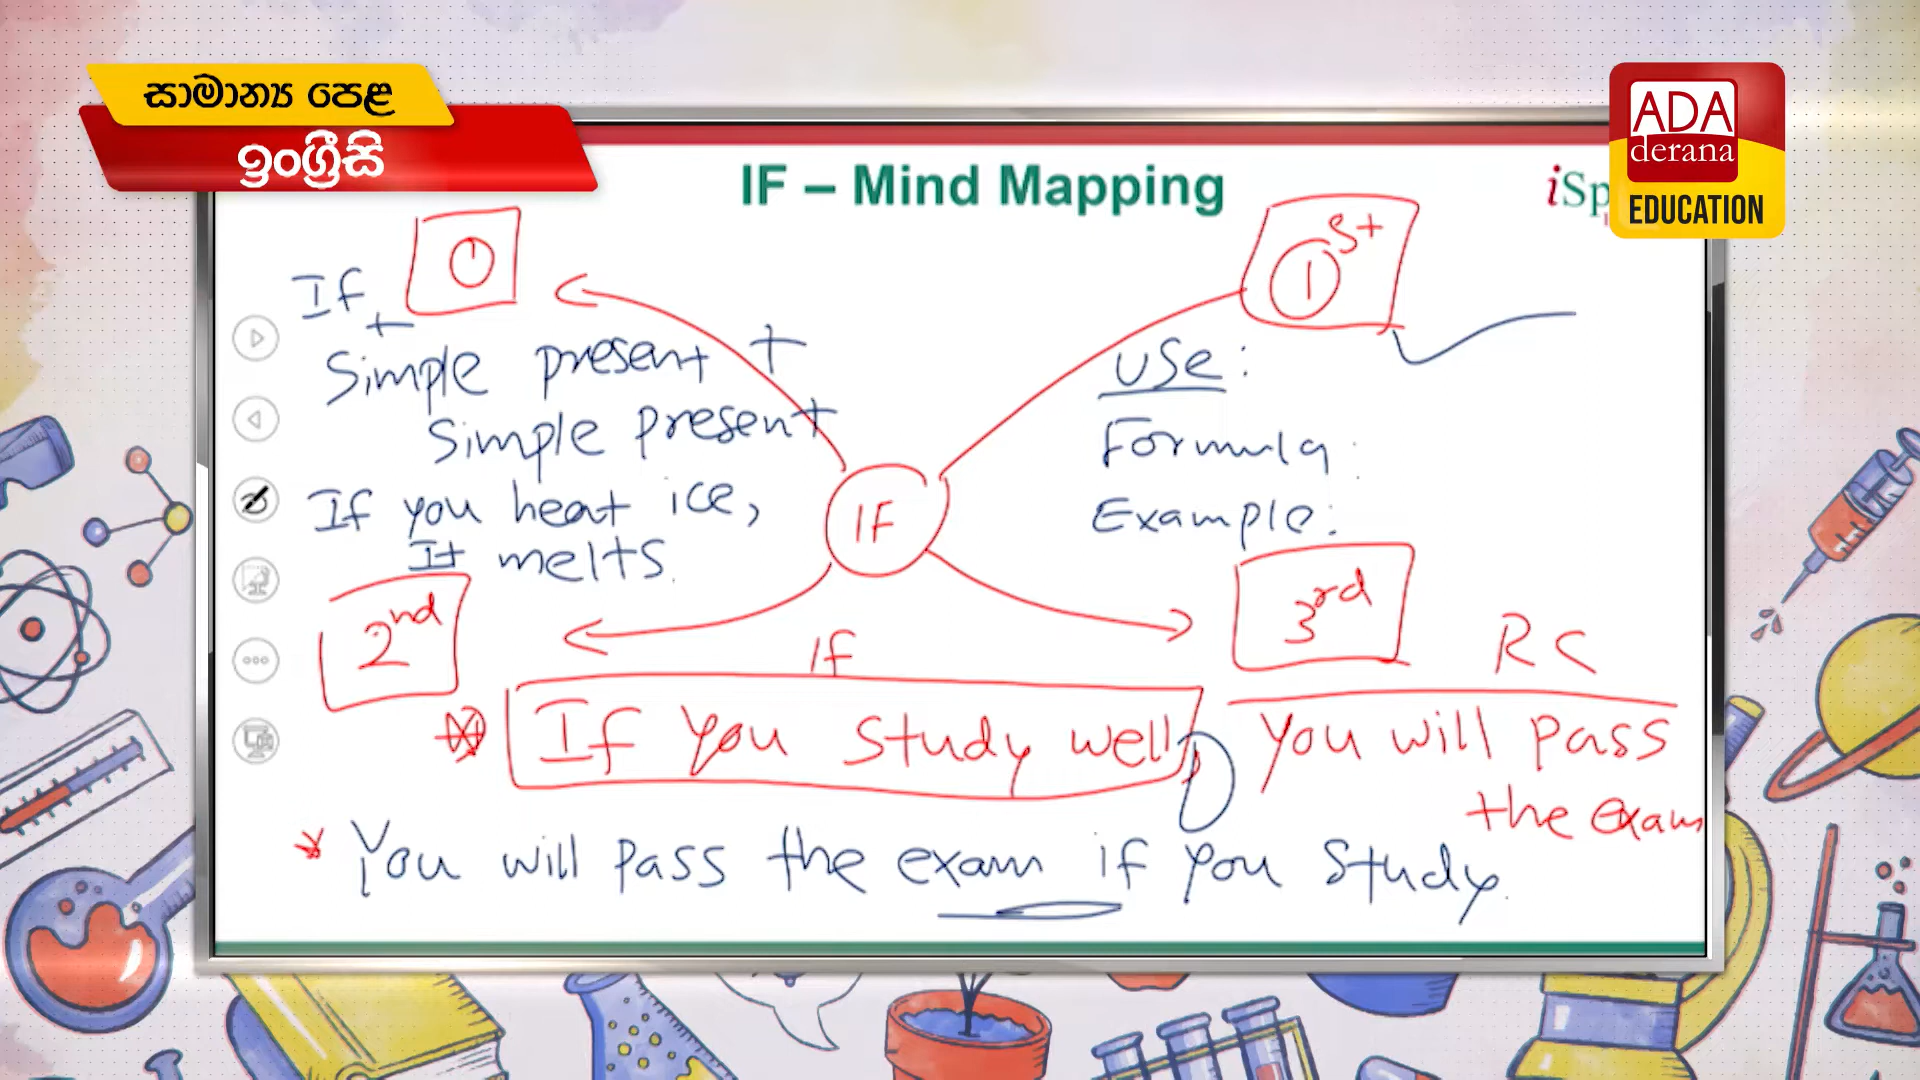 සාමාන්‍ය පෙළ
ඉංග්‍රීසි
ADA
derana
EDUCATION
IF – Mind Mapping
iSp
0
1st
If
+
Simple present +
Simple present
If you heat ice,
It melts.
Use:
Formula:
Example:
IF
2nd
3rd
If
RC
If you study well,
you will pass
the exam
You will pass the exam if you study.